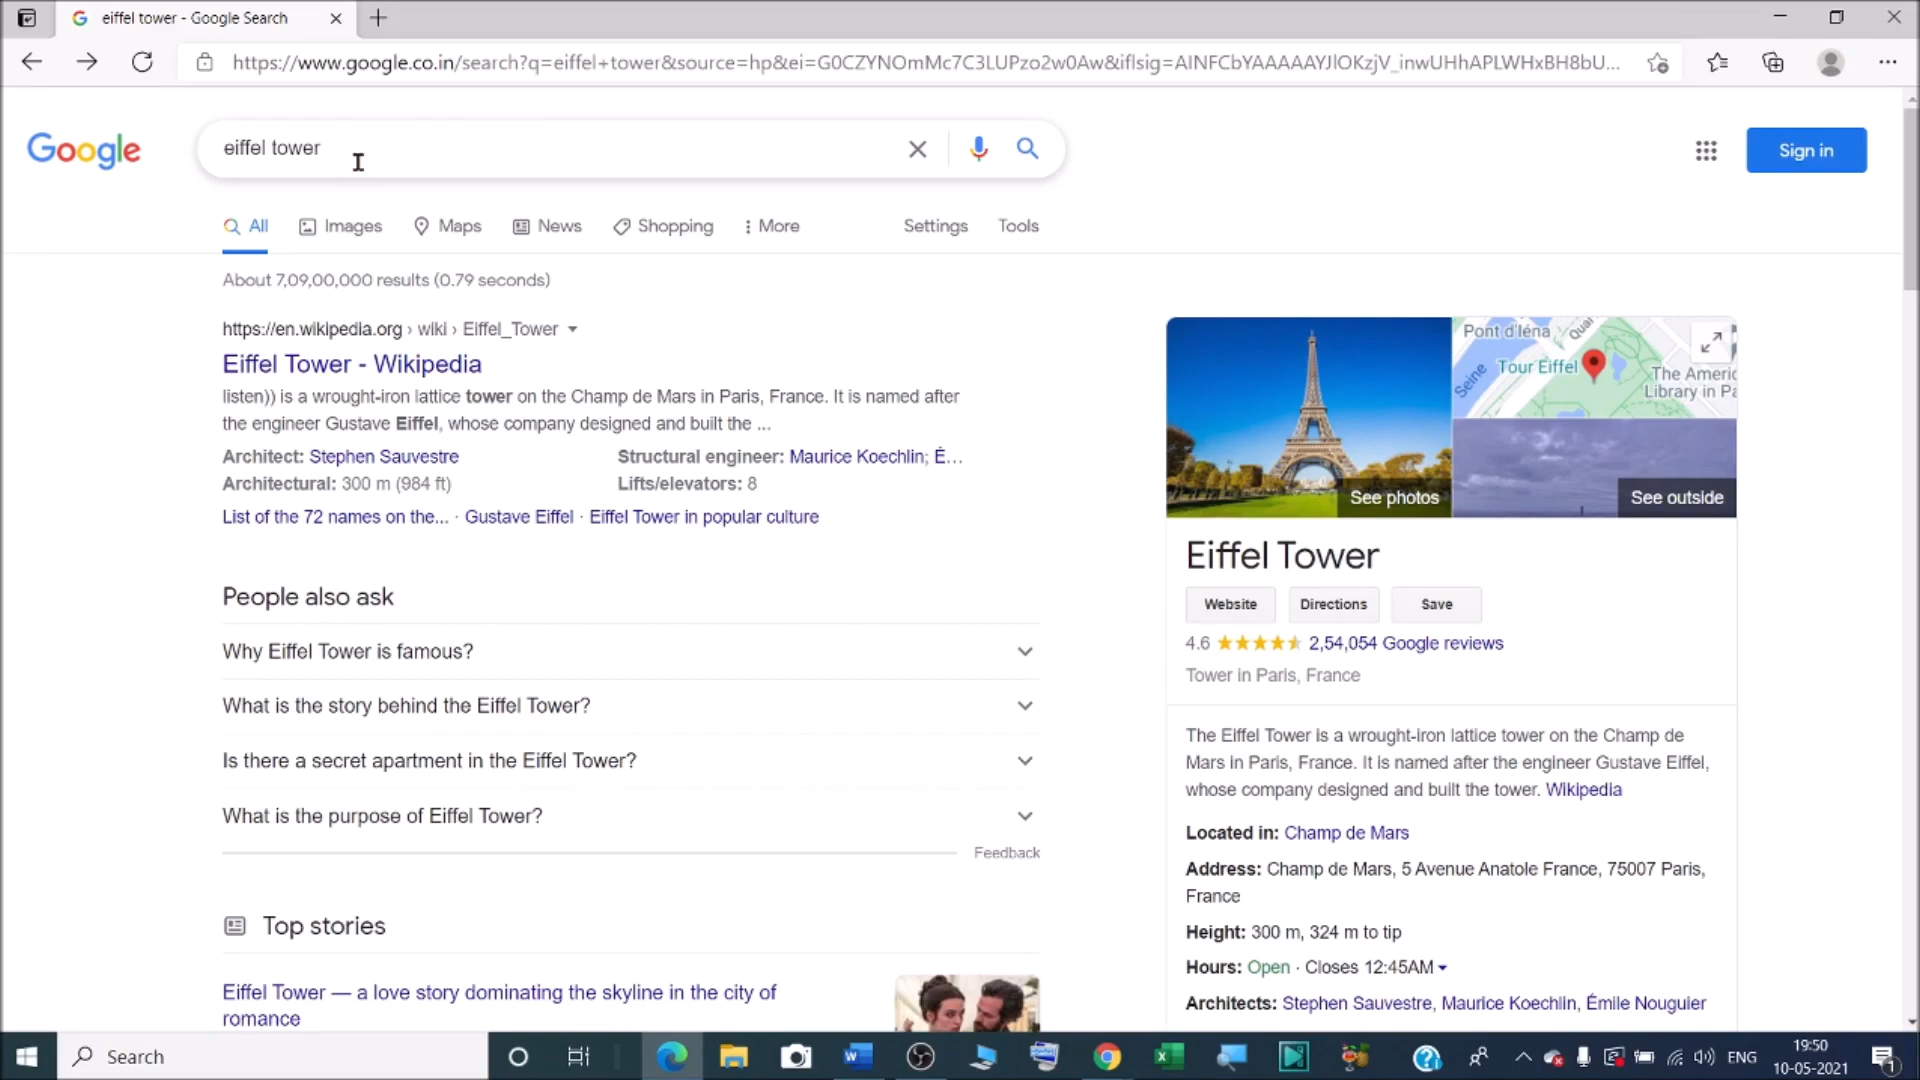 eiffel tower - Google Search
https://www.google.co.in/search?q=eiffel+tower&source=hp&ei=G0CZYNOmMc7C3LUPzo2w0Aw&iflsig=AINFCbYAAAAAYJlOKzjV_inwUHhAPLWHxBH8bU...
Google
eiffel tower
Sign in
All Images Maps News Shopping More Settings Tools
About 7,09,00,000 results (0.79 seconds)
https://en.wikipedia.org › wiki › Eiffel_Tower
Eiffel Tower - Wikipedia
listen)) is a wrought-iron lattice tower on the Champ de Mars in Paris, France. It is named after
the engineer Gustave Eiffel, whose company designed and built the ...
Architect: Stephen Sauvestre
Structural engineer: Maurice Koechlin; É...
Architectural: 300 m (984 ft)
Lifts/elevators: 8
List of the 72 names on the... · Gustave Eiffel · Eiffel Tower in popular culture
People also ask
Why Eiffel Tower is famous?
What is the story behind the Eiffel Tower?
Is there a secret apartment in the Eiffel Tower?
What is the purpose of Eiffel Tower?
Feedback
Top stories
Eiffel Tower — a love story dominating the skyline in the city of
romance
Pont d'Iéna
Quai
Tour Eiffel
Seine
The Americ
Library in Pa
See photos
See outside
Eiffel Tower
Website Directions Save
4.6 2,54,054 Google reviews
Tower in Paris, France
The Eiffel Tower is a wrought-iron lattice tower on the Champ de
Mars in Paris, France. It is named after the engineer Gustave Eiffel,
whose company designed and built the tower. Wikipedia
Located in: Champ de Mars
Address: Champ de Mars, 5 Avenue Anatole France, 75007 Paris,
France
Height: 300 m, 324 m to tip
Hours: Open · Closes 12:45AM
Architects: Stephen Sauvestre, Maurice Koechlin, Émile Nouguier
Search
ENG
19:50
10-05-2021
1